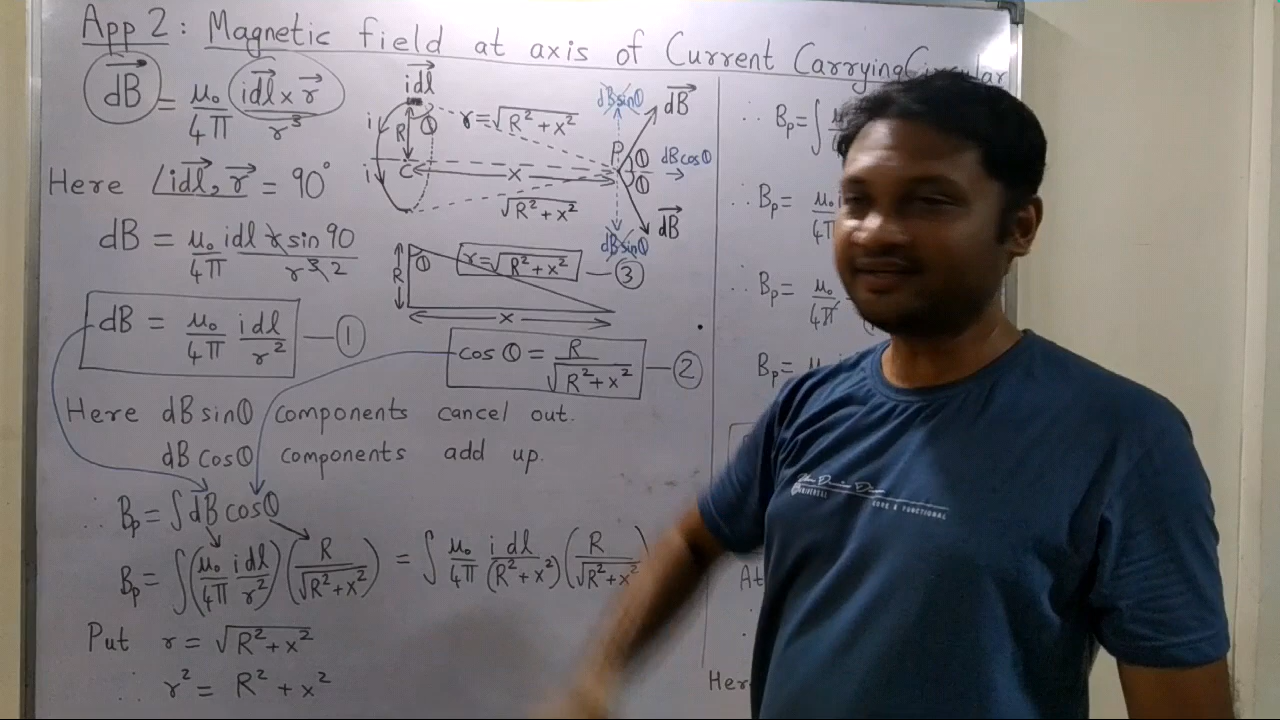 App 2 : Magnetic field at axis of Current Carrying Circular
dB = μ₀/4π (idl × r)/r³
Here ∠idl, r = 90°
dB = μ₀/4π idl r sin 90/r³ 2
dB = μ₀/4π idl/r² — ①
idl
i
R
θ
r = √R² + x²
i
C
x
√R² + x²
P
dB sinθ
dB
θ
dB cosθ
θ
dB
dB sinθ
R
θ
r = √R² + x² — ③
x
cos θ = R/√R² + x² — ②
Here dB sinθ components cancel out.
dB cosθ components add up.
∴ Bₚ = ∫ dB cosθ
Bₚ = ∫ (μ₀/4π idl/r²) (R/√R² + x²) = ∫ μ₀/4π i dl/(R² + x²) (R/√R² + x²
Put r = √R² + x²
∴ r² = R² + x²
∴ Bₚ = ∫
∴ Bₚ = μ₀/4π
∴ Bₚ = μ₀/4π
Bₚ =
At
UNIVERSAL